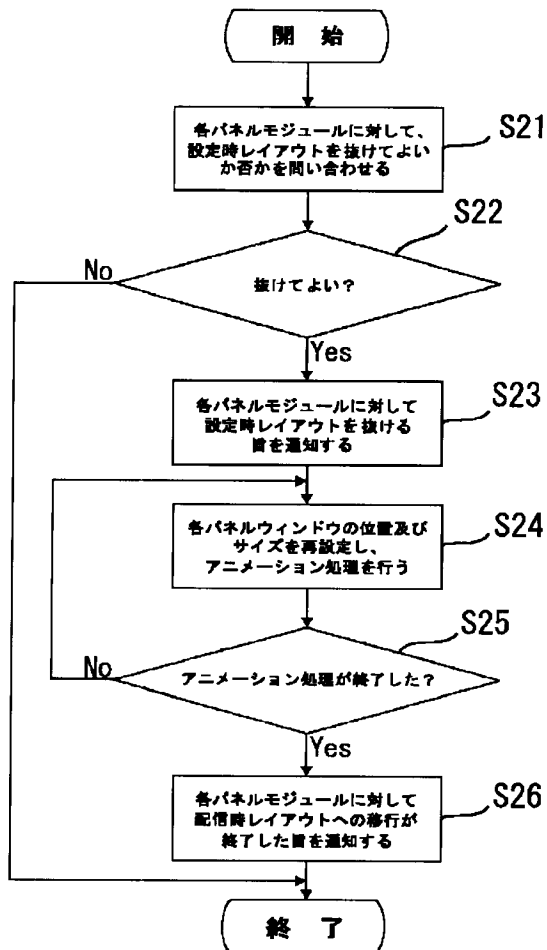 開 始
各パネルモジュールに対して、
設定時レイアウトを抜けてよい
か否かを問い合わせる
S21
S22
No
抜けてよい?
Yes
各パネルモジュールに対して
設定時レイアウトを抜ける
旨を通知する
S23
各パネルウィンドウの位置及び
サイズを再設定し、
アニメーション処理を行う
S24
S25
No
アニメーション処理が終了した?
Yes
各パネルモジュールに対して
配信時レイアウトへの移行が
終了した旨を通知する
S26
終 了